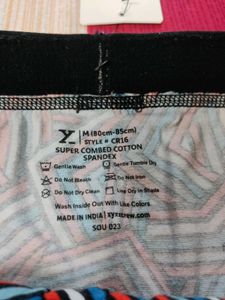 XY M (80cm-85cm)
STYLE # CR16
SUPER COMBED COTTON
SPANDEX
Gentle Wash Gentle Tumble Dry
Do Not Bleach Do Not Iron
Do Not Dry Clean Line Dry in Shade
Wash Inside Out With Like Colors
MADE IN INDIA | xyxxcrew.com
SOU 023